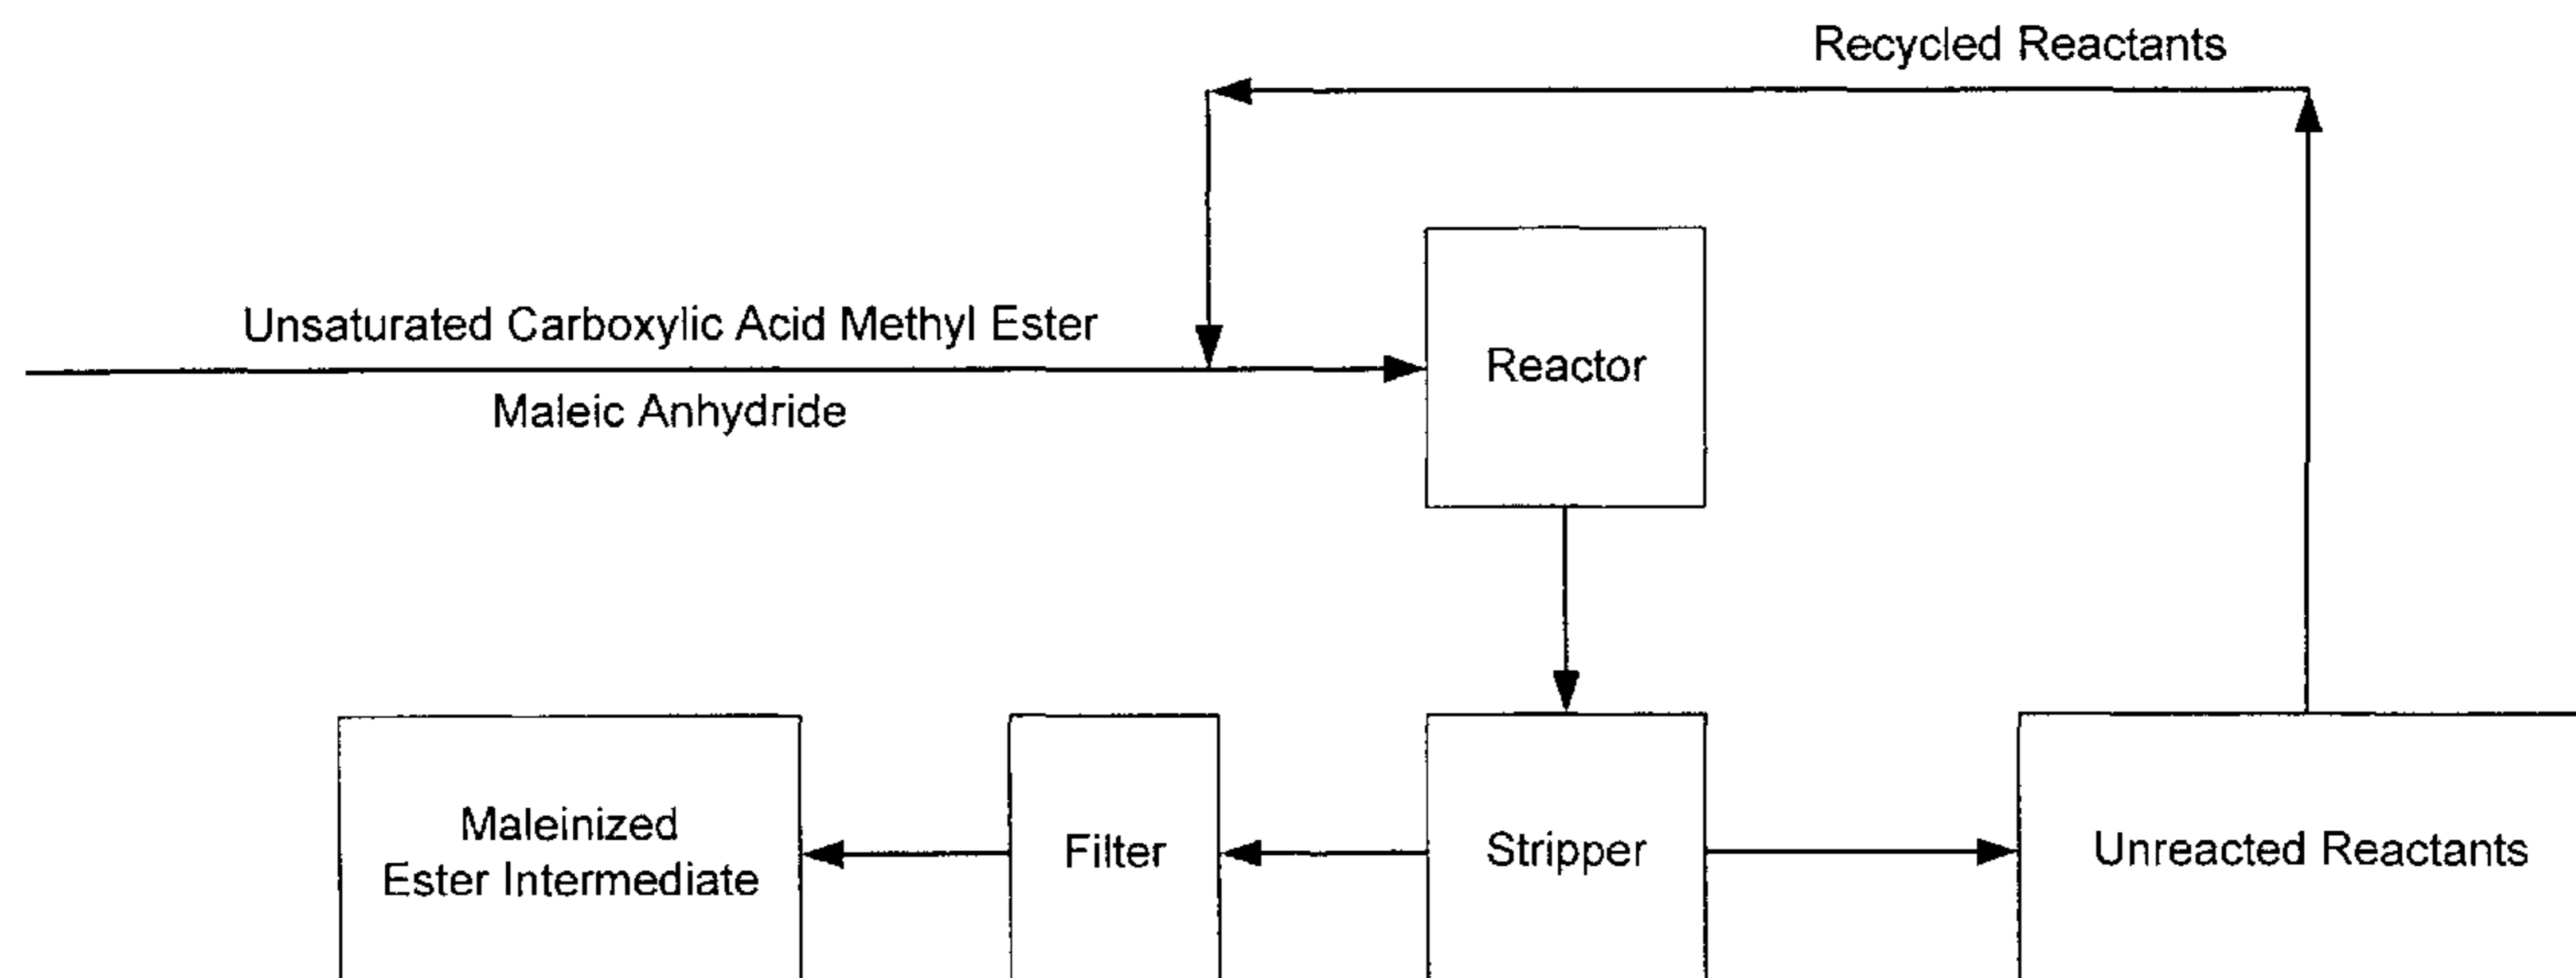 Recycled Reactants
Unsaturated Carboxylic Acid Methyl Ester
Reactor
Maleic Anhydride
Maleinized
Ester Intermediate
Filter
Stripper
Unreacted Reactants